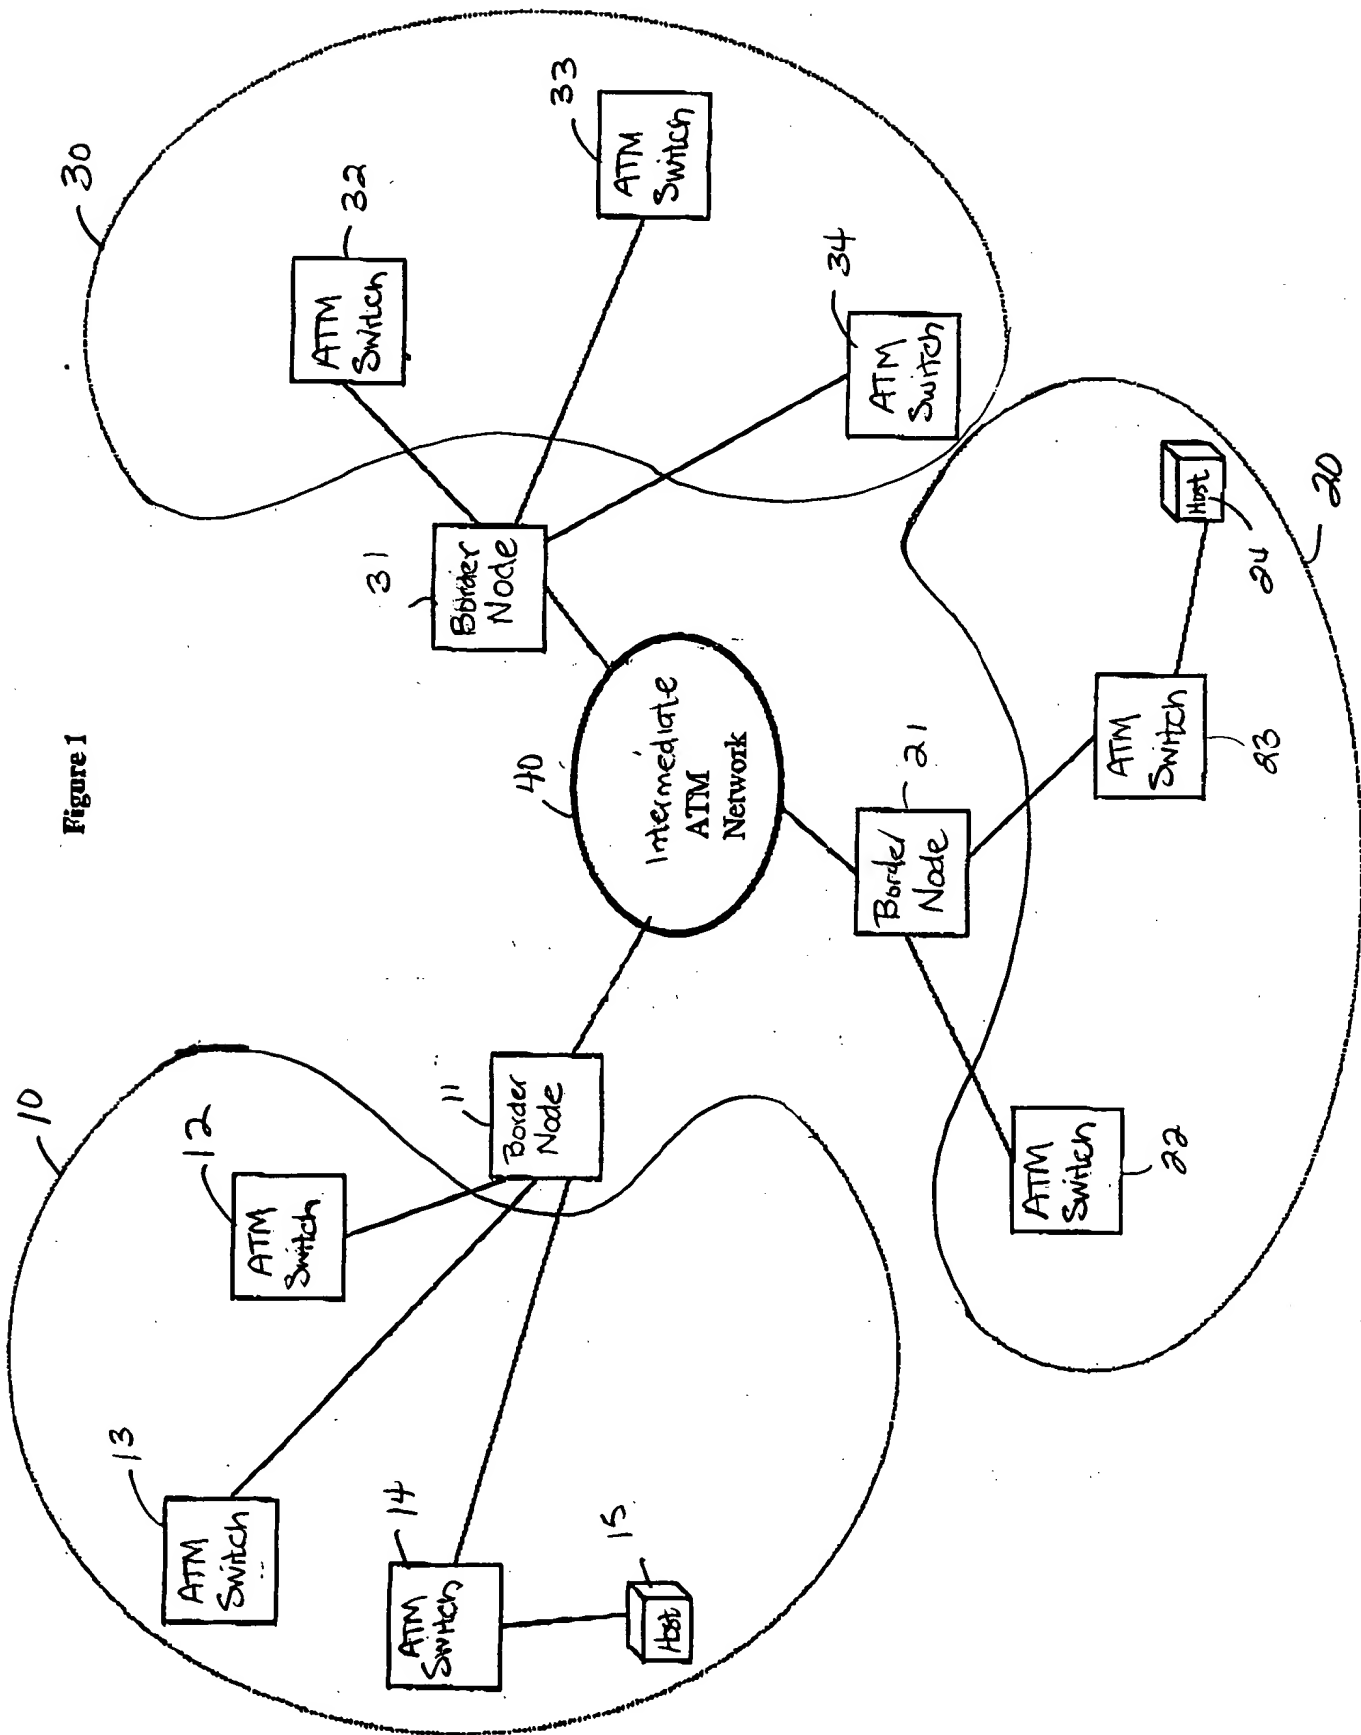 Figure 1
10
12
ATM
Switch
13
ATM
Switch
14
ATM
Switch
15
Host
11
Border
Node
40
Intermediate
ATM
Network
30
31
Border
Node
32
ATM
Switch
33
ATM
Switch
34
ATM
Switch
21
Border
Node
22
ATM
Switch
23
ATM
Switch
24
Host
20